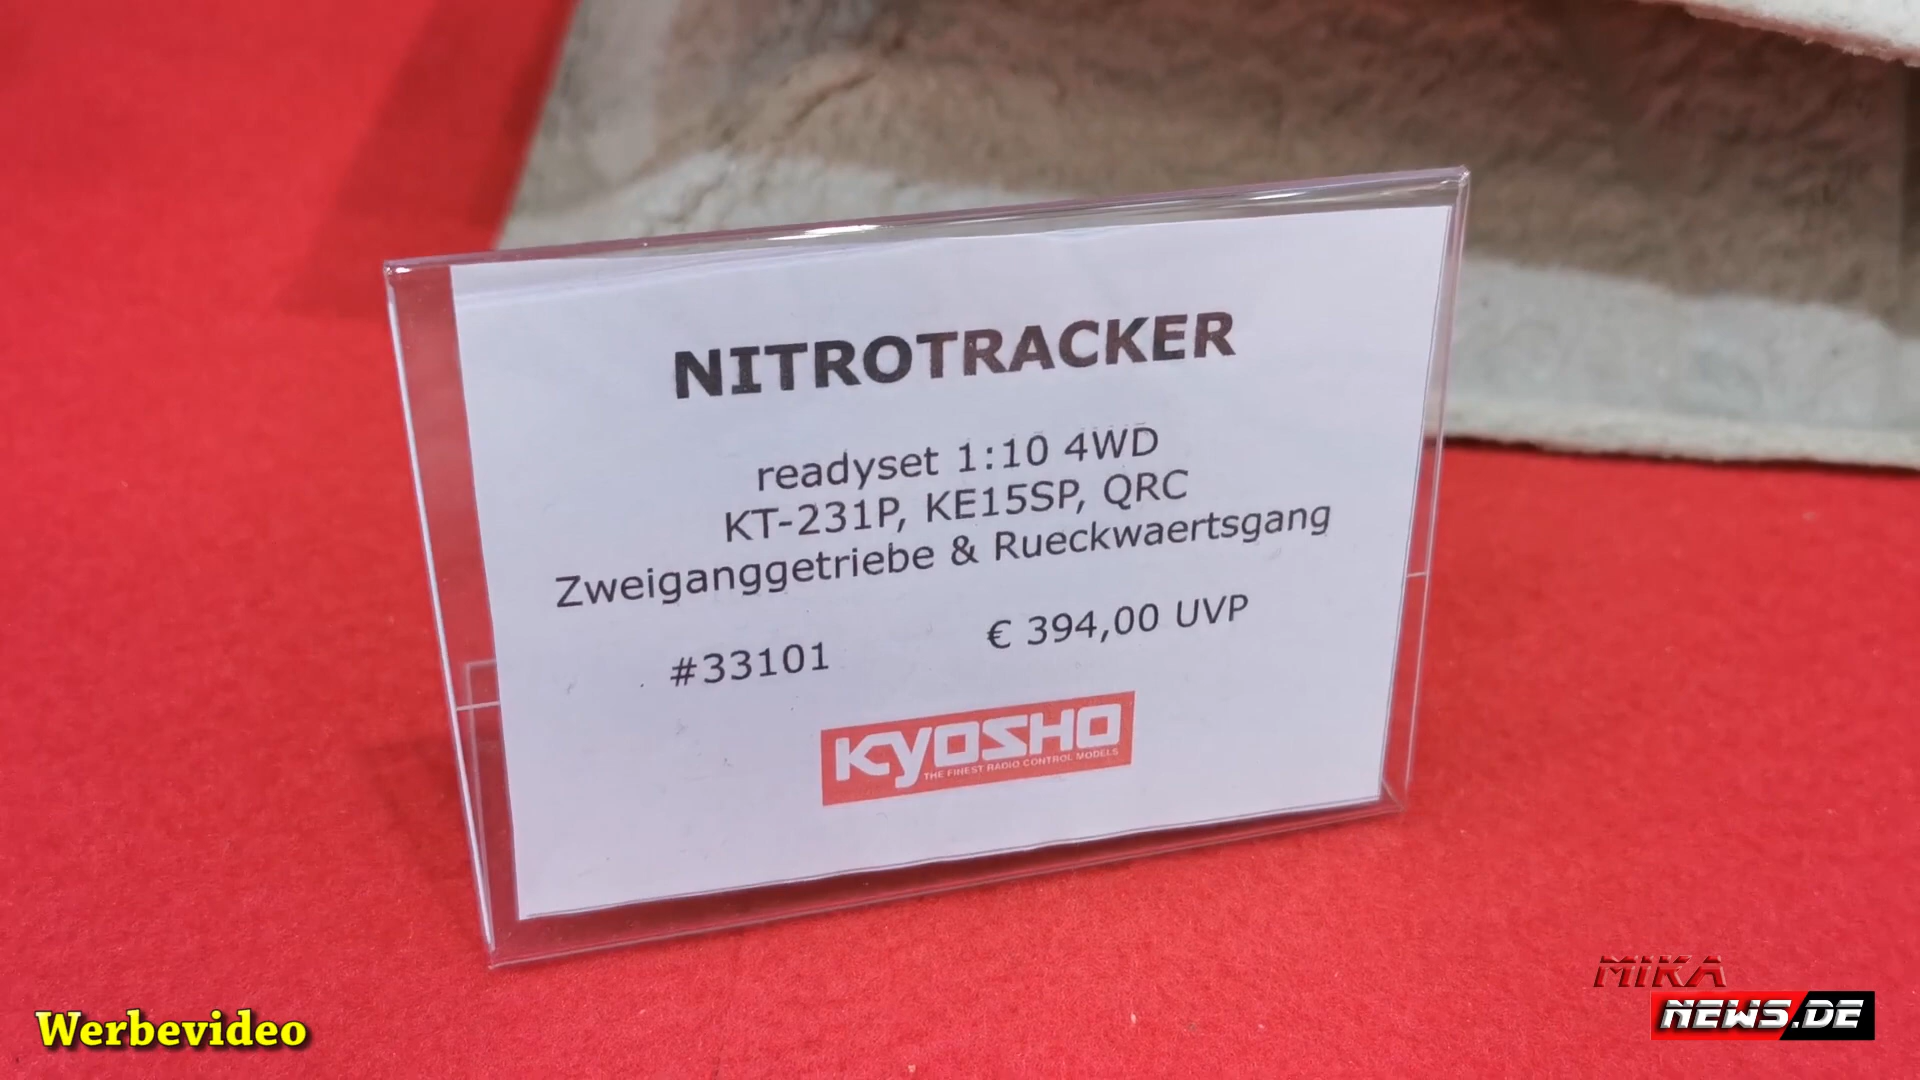 NITROTRACKER
readyset 1:10 4WD
KT-231P, KE15SP, QRC
Zweiganggetriebe & Rueckwaertsgang
#33101 € 394,00 UVP
KYOSHO
THE FINEST RADIO CONTROL MODELS
Werbevideo
MIKA
NEWS.DE